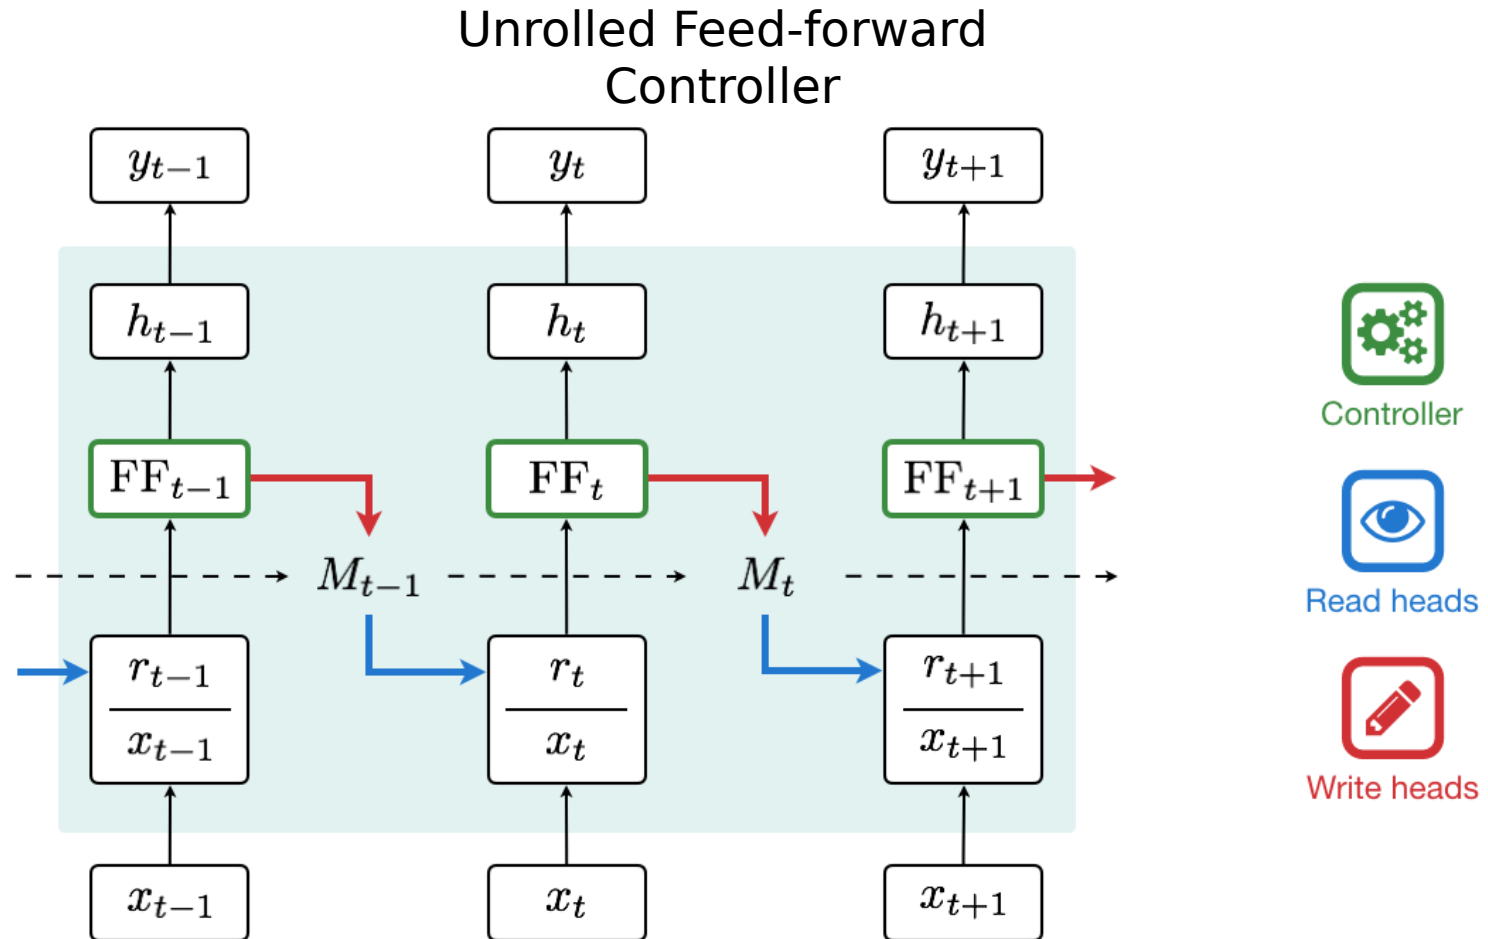 Unrolled Feed-forward
Controller
y_{t-1} y_t y_{t+1}
h_{t-1} h_t h_{t+1}
FF_{t-1} FF_t FF_{t+1}
M_{t-1} M_t
r_{t-1} r_t r_{t+1}
x_{t-1} x_t x_{t+1}
x_{t-1} x_t x_{t+1}
Controller
Read heads
Write heads